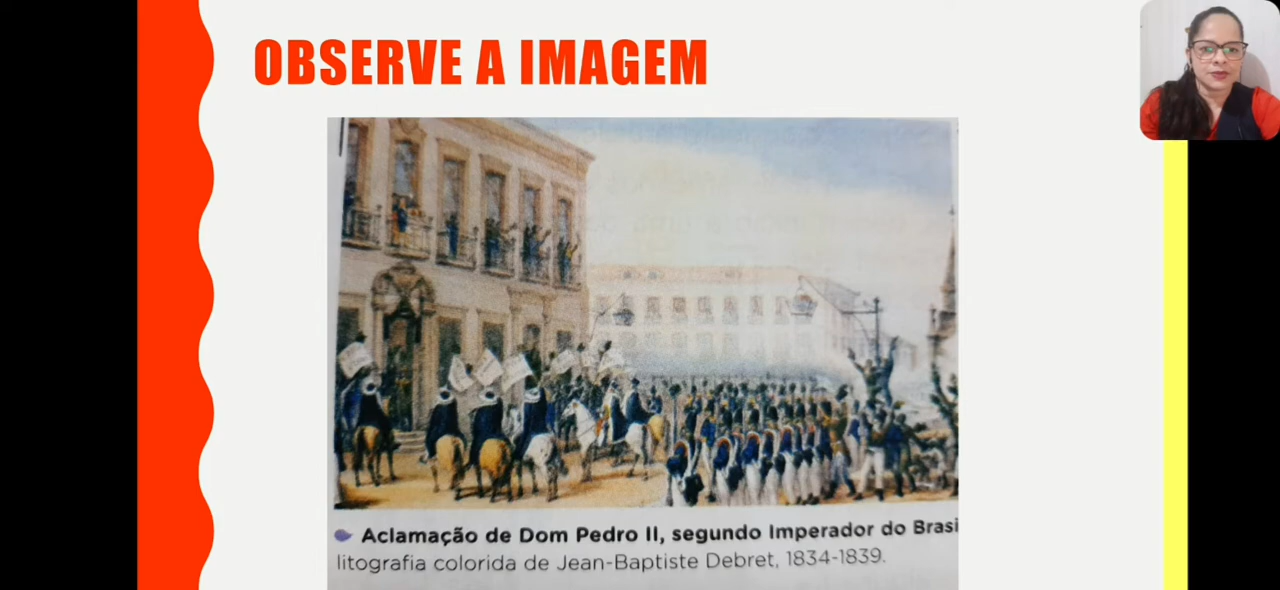 OBSERVE A IMAGEM
Aclamação de Dom Pedro II, segundo Imperador do Brasi
litografia colorida de Jean-Baptiste Debret, 1834-1839.